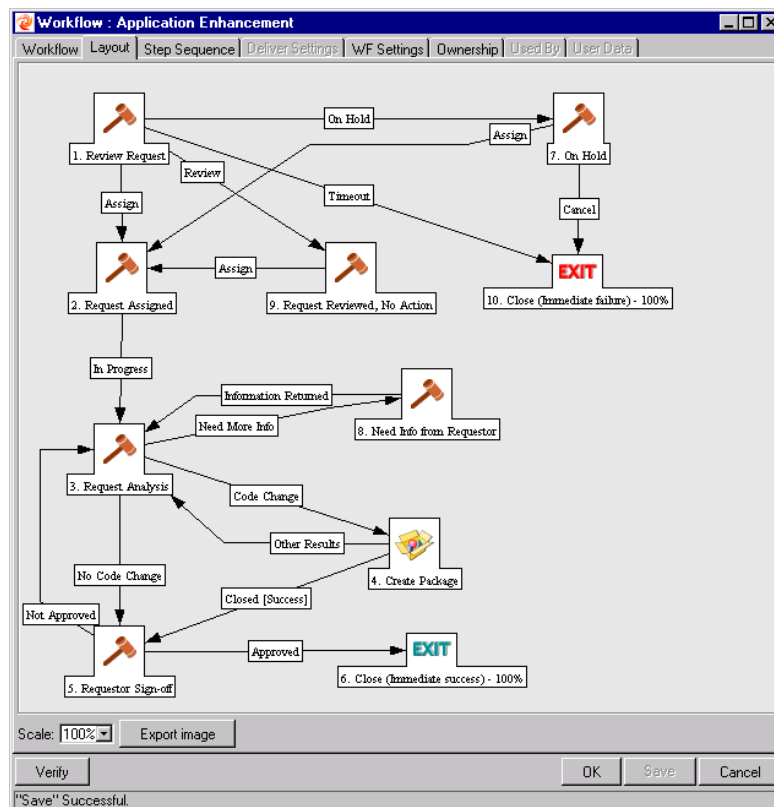 Workflow : Application Enhancement
Workflow Layout Step Sequence Deliver Settings WF Settings Ownership Used By User Data
On Hold
Assign
1. Review Request
7. On Hold
Review
Timeout
Assign
Cancel
EXIT
Assign
2. Request Assigned
9. Request Reviewed, No Action
10. Close (Immediate failure) - 100%
In Progress
Information Returned
Need More Info
8. Need Info from Requestor
3. Request Analysis
Code Change
Other Results
No Code Change
4. Create Package
Closed [Success]
Not Approved
Approved
EXIT
5. Requestor Sign-off
6. Close (Immediate success) - 100%
Scale: 100% Export image
Verify OK Save Cancel
"Save" Successful.